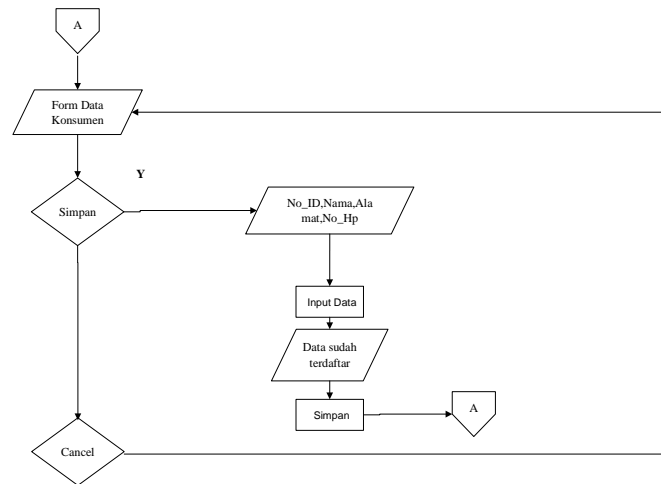 A
Form Data
Konsumen
Y
Simpan
No_ID,Nama,Ala
mat,No_Hp
Input Data
Data sudah
terdaftar
Simpan
A
Cancel